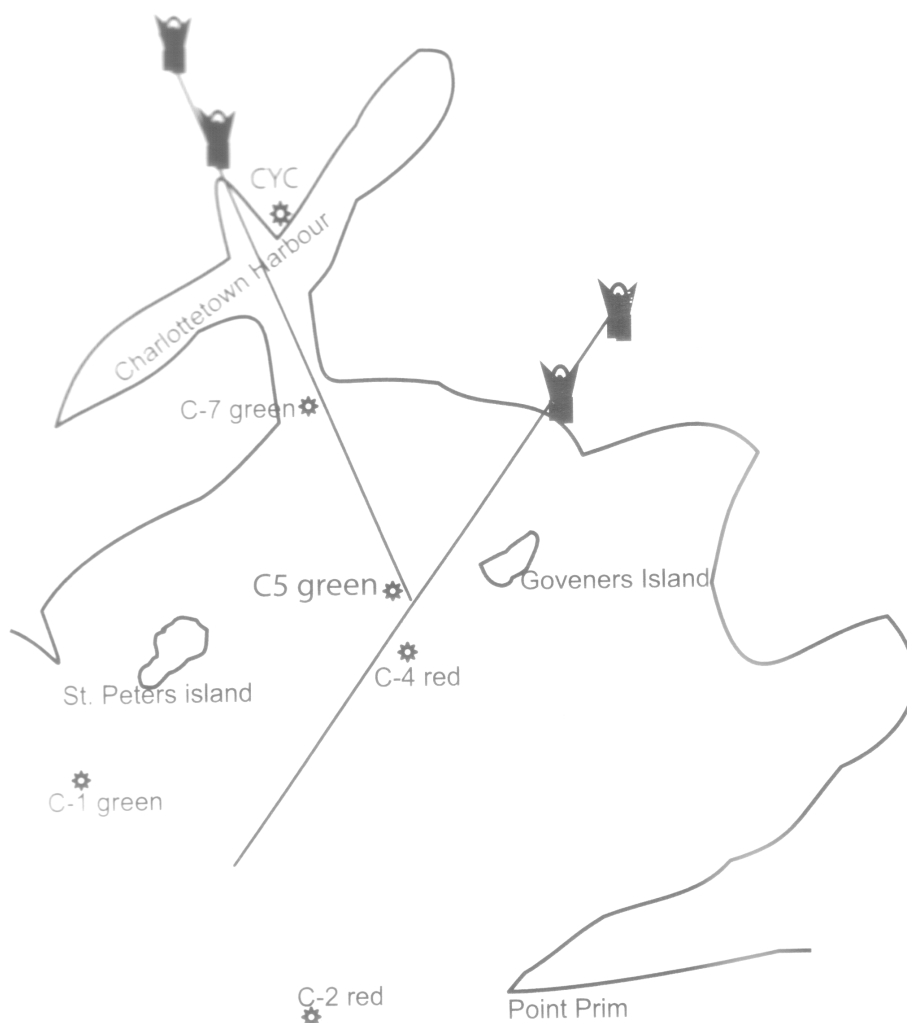 CYC
Charlottetown Harbour
C-7 green
C5 green
Goveners Island
C-4 red
St. Peters island
C-1 green
C-2 red
Point Prim